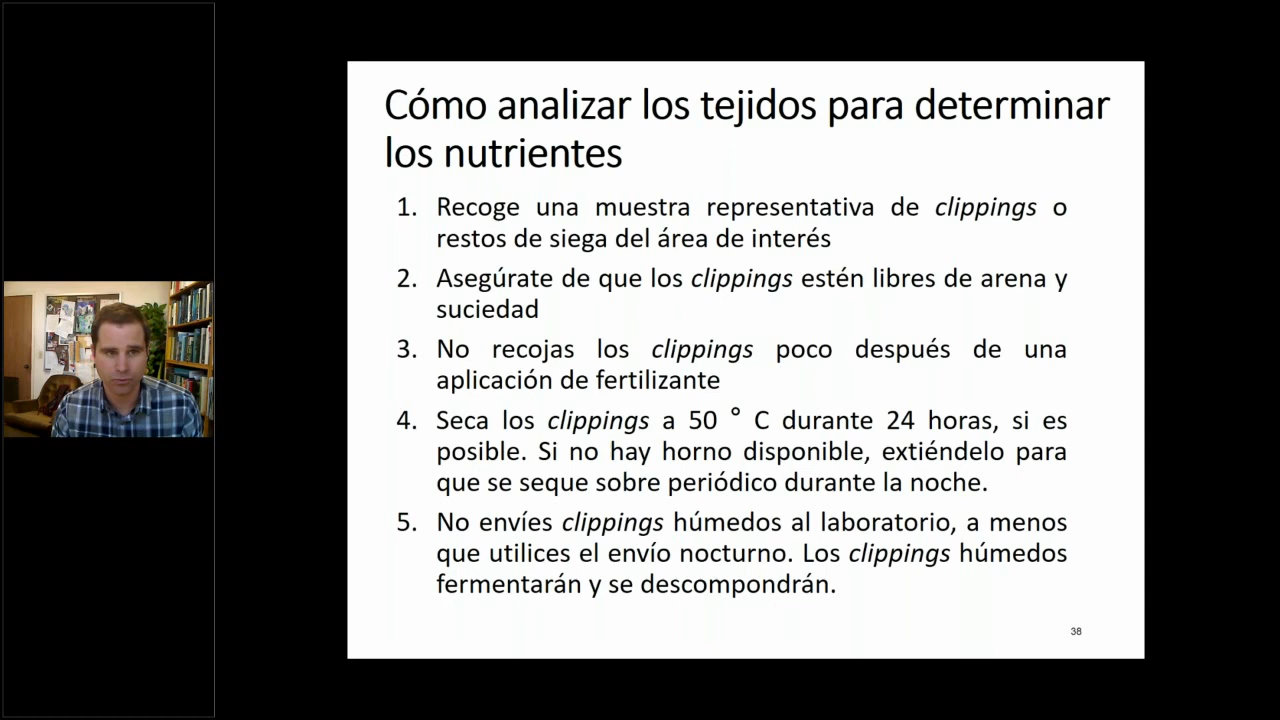 Cómo analizar los tejidos para determinar
los nutrientes
1. Recoge una muestra representativa de clippings o
restos de siega del área de interés
2. Asegúrate de que los clippings estén libres de arena y
suciedad
3. No recojas los clippings poco después de una
aplicación de fertilizante
4. Seca los clippings a 50 ° C durante 24 horas, si es
posible. Si no hay horno disponible, extiéndelo para
que se seque sobre periódico durante la noche.
5. No envíes clippings húmedos al laboratorio, a menos
que utilices el envío nocturno. Los clippings húmedos
fermentarán y se descompondrán.
38